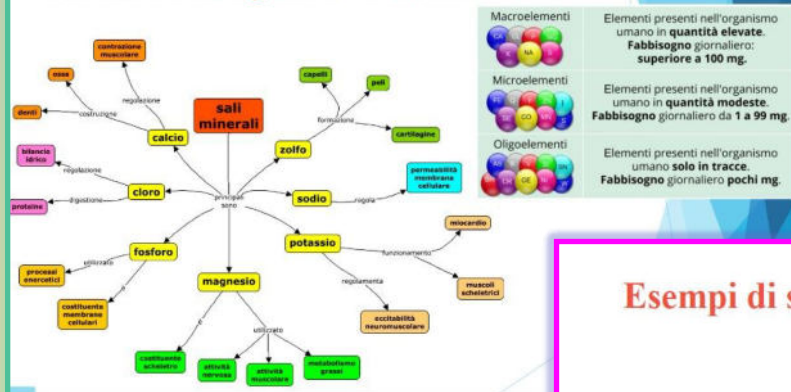 contrazione
muscolare
ossa
regolazione
denti
costruzione
calcio
sali
minerali
capelli
peli
formazione
cartilagine
zolfo
bilancio
idrico
regolazione
cloro
proteine
digestione
principali
sono
sodio
regola
permeabilità
membrana
cellulare
fosforo
utilizzato
processi
energetici
è
costituente
membrane
cellulari
potassio
miocardio
funzionamento
muscoli
scheletrici
regolamenta
eccitabilità
neuromuscolare
magnesio
è
utilizzato
costituente
scheletro
attività
nervosa
attività
muscolare
metabolismo
grassi
Macroelementi
K NA
Elementi presenti nell'organismo
umano in quantità elevate.
Fabbisogno giornaliero:
superiore a 100 mg.
Microelementi
Elementi presenti nell'organismo
umano in quantità modeste.
Fabbisogno giornaliero da 1 a 99 mg.
Oligoelementi
GE
Elementi presenti nell'organismo
umano solo in tracce.
Fabbisogno giornaliero pochi mg.
Esempi di s